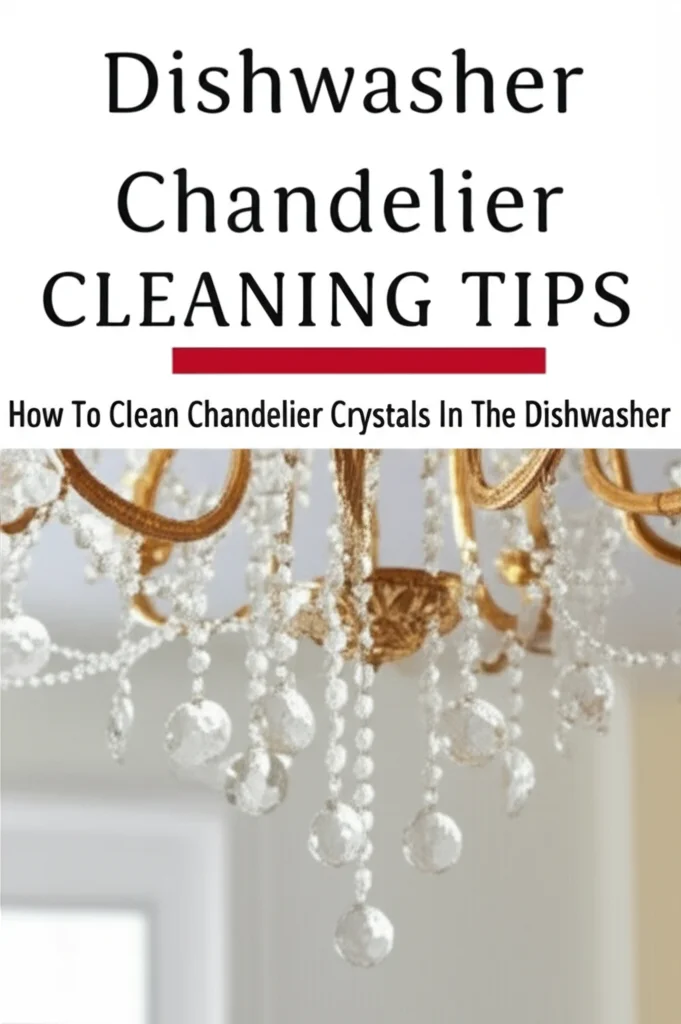 Dishwasher
Chandelier
CLEANING TIPS
How To Clean Chandelier Crystals In The Dishwasher